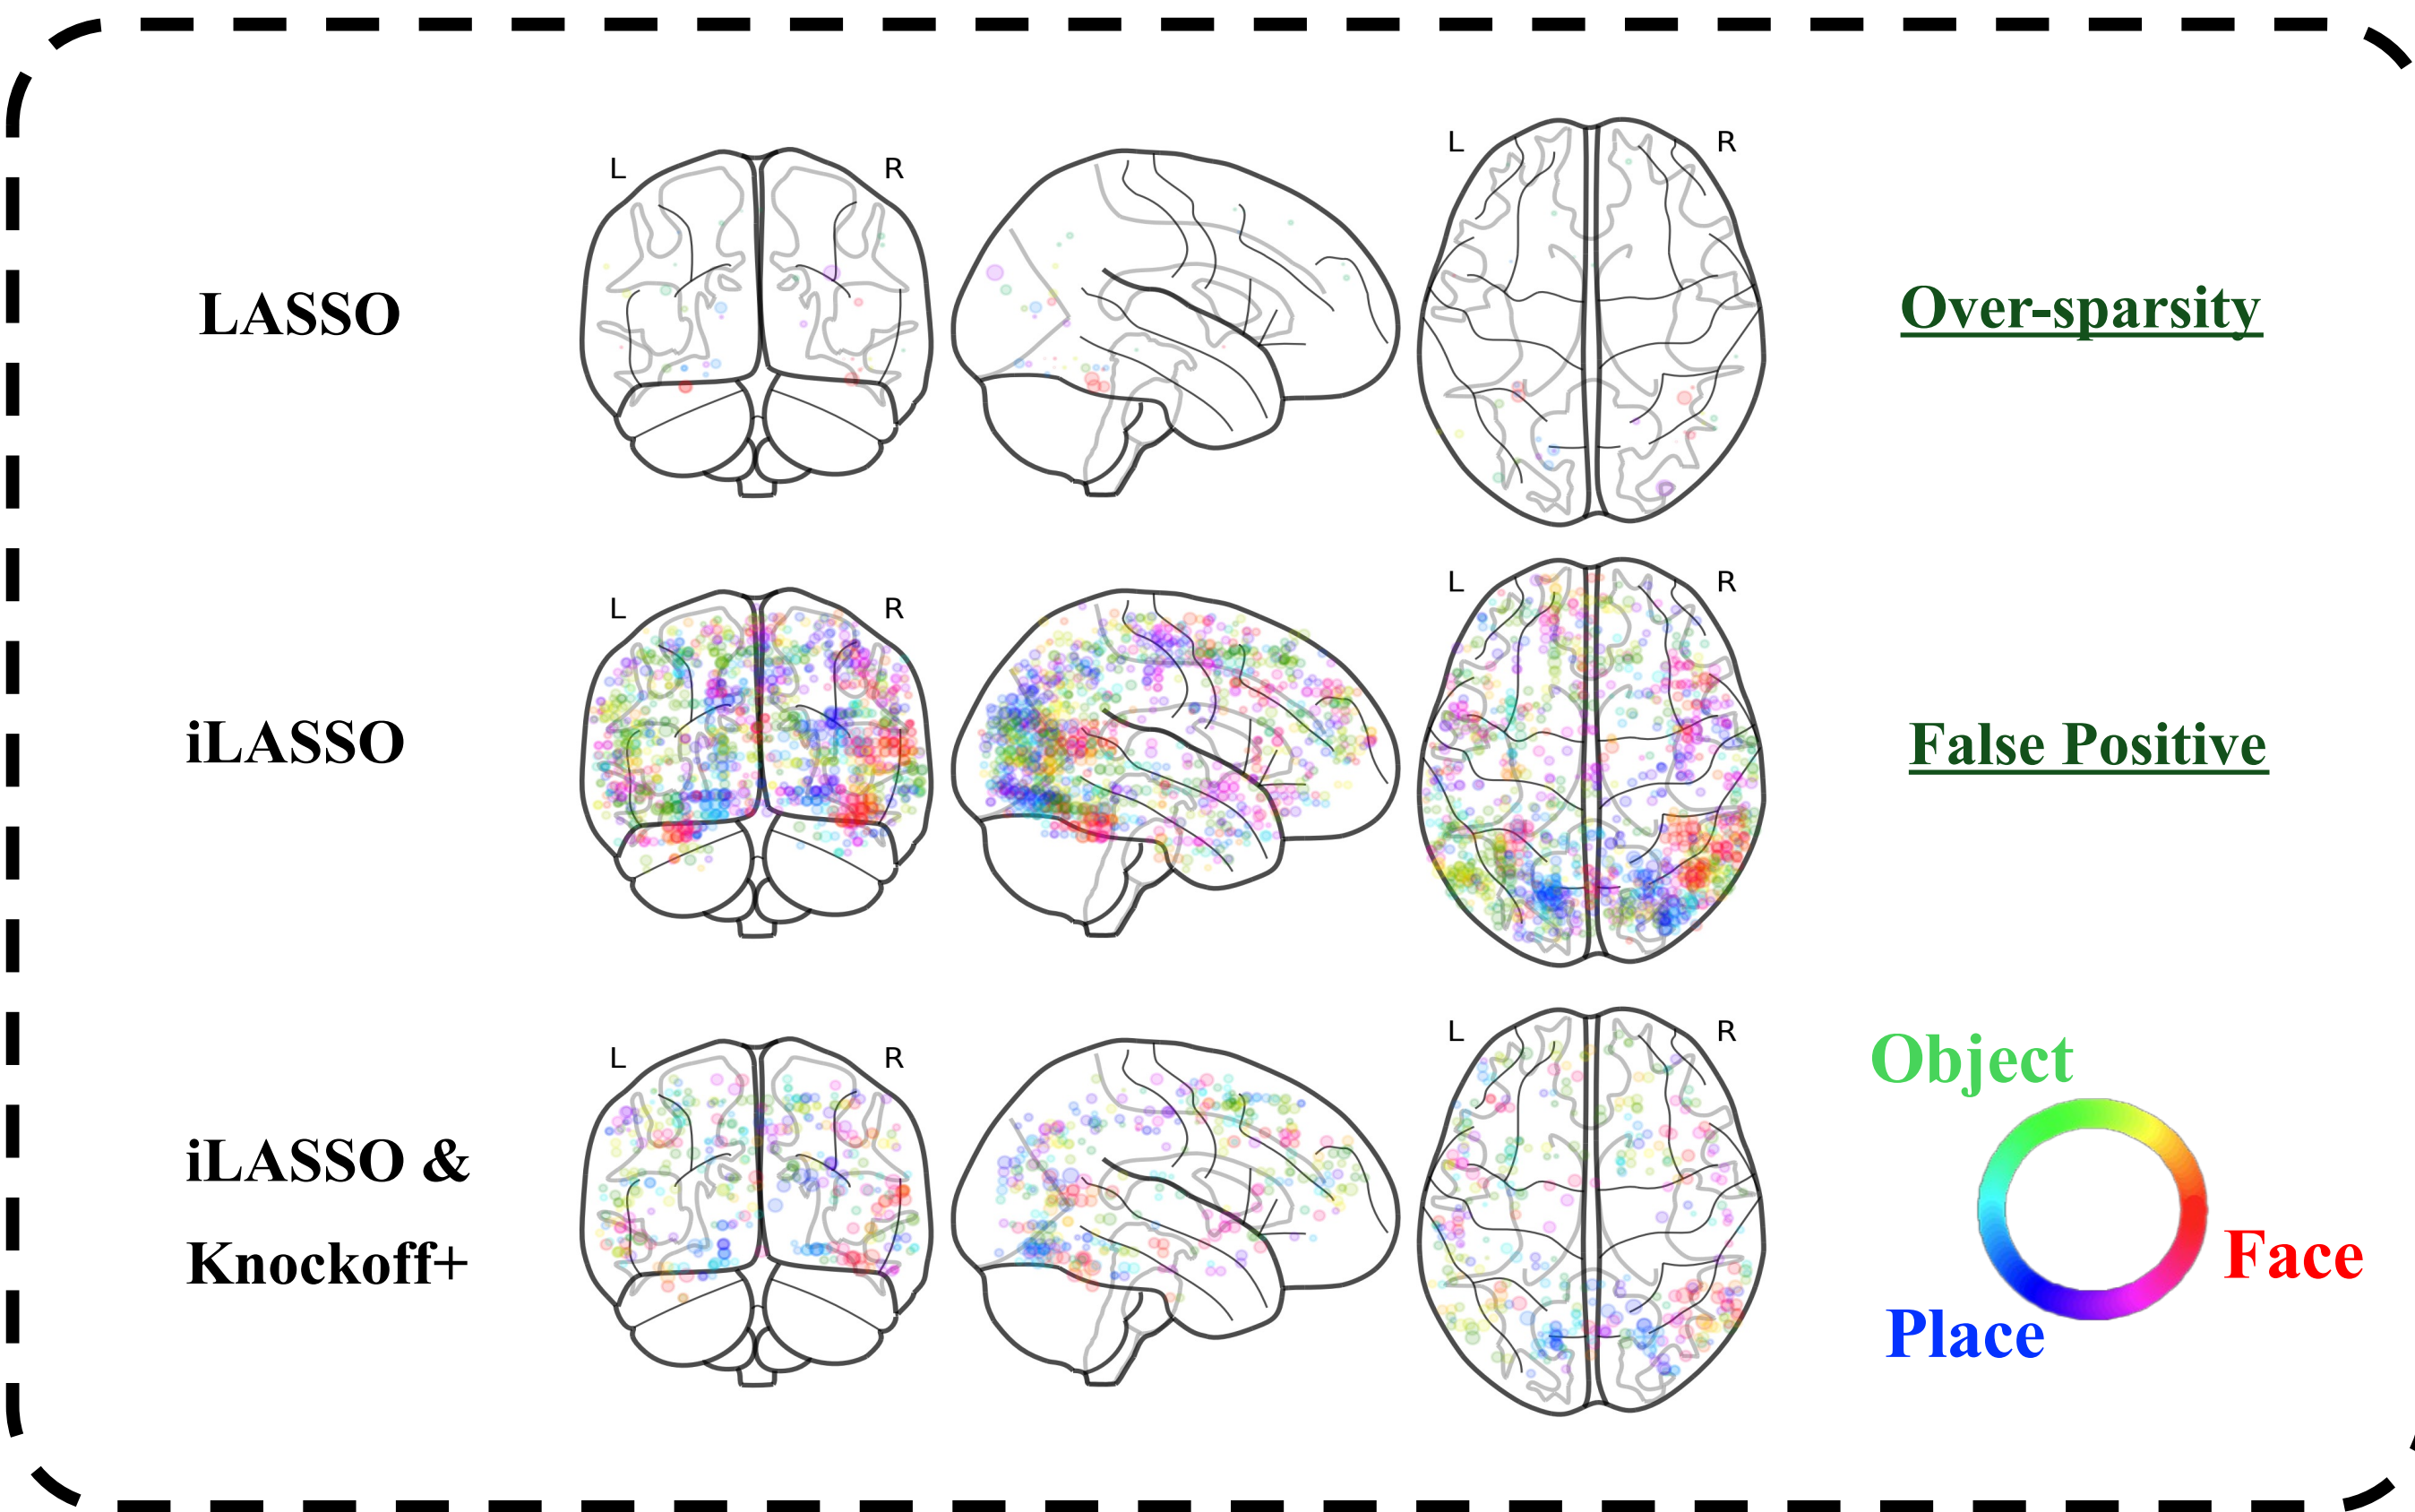 L R L R
LASSO
Over-sparsity
L R L R
iLASSO
False Positive
L R L R
Object
iLASSO &
Knockoff+
Face
Place